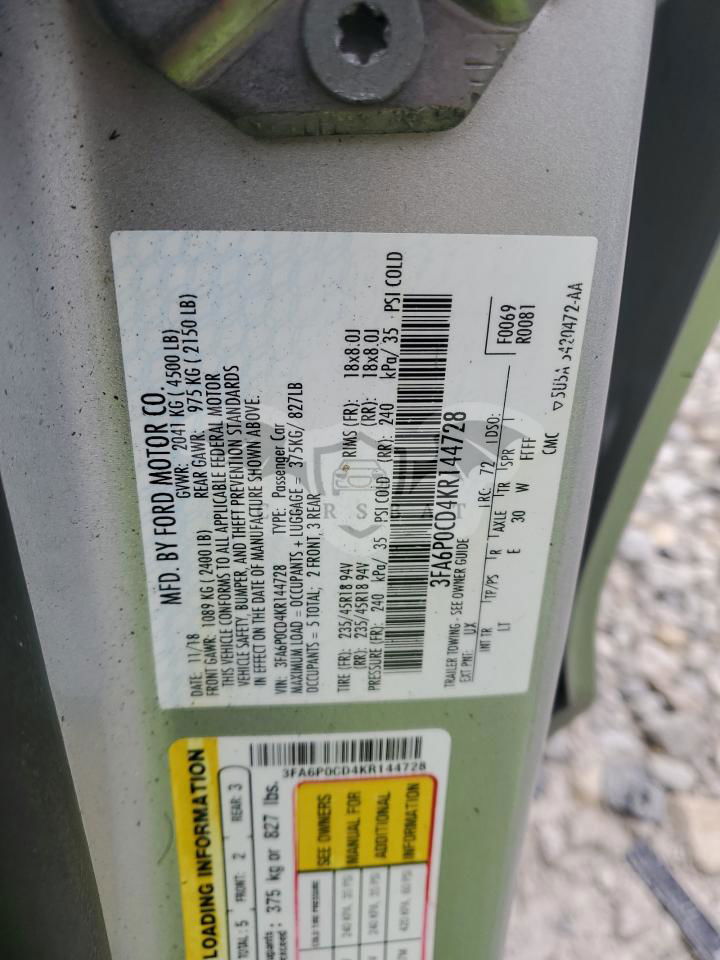 MFD. BY FORD MOTOR CO.
DATE: 11/18 GVWR: 2041 KG ( 4500 LB)
FRONT GAWR: 1089 KG (2400 LB) REAR GAWR: 975 KG ( 2150 LB)
THIS VEHICLE CONFORMS TO ALL APPLICABLE FEDERAL MOTOR
VEHICLE SAFETY, BUMPER, AND THEFT PREVENTION STANDARDS
IN EFFECT ON THE DATE OF MANUFACTURE SHOWN ABOVE.
VIN: 3FA6P0CD4KR144728 TYPE: Passenger Car
MAXIMUM LOAD = OCCUPANTS + LUGGAGE = 375KG/ 827LB
OCCUPANTS = 5 TOTAL; 2 FRONT, 3 REAR
TIRE (FR): 235/45R18 94V RIMS (FR): 18x8.0J
(RR): 235/45R18 94V (RR): 18x8.0J
PRESSURE (FR): 240 kPa/ 35 PSI COLD (RR): 240 kPa/ 35 PSI COLD
3FA6P0CD4KR144728
TRAILER TOWING - SEE OWNER GUIDE F0069
R0081
EXT PNT: UX RC: 72 DSO:
INT TR TP/PS R AXLE TR SPR
LT E 30 W FFFF
CMC 5420472-AA
3FA6P0CD4KR144728
LOADING INFORMATION
TOTAL: 5 FRONT: 2 REAR: 3
375 kg or 827 lbs.
COLD TIRE PRESSURE SEE OWNERS
MANUAL FOR
ADDITIONAL
INFORMATION